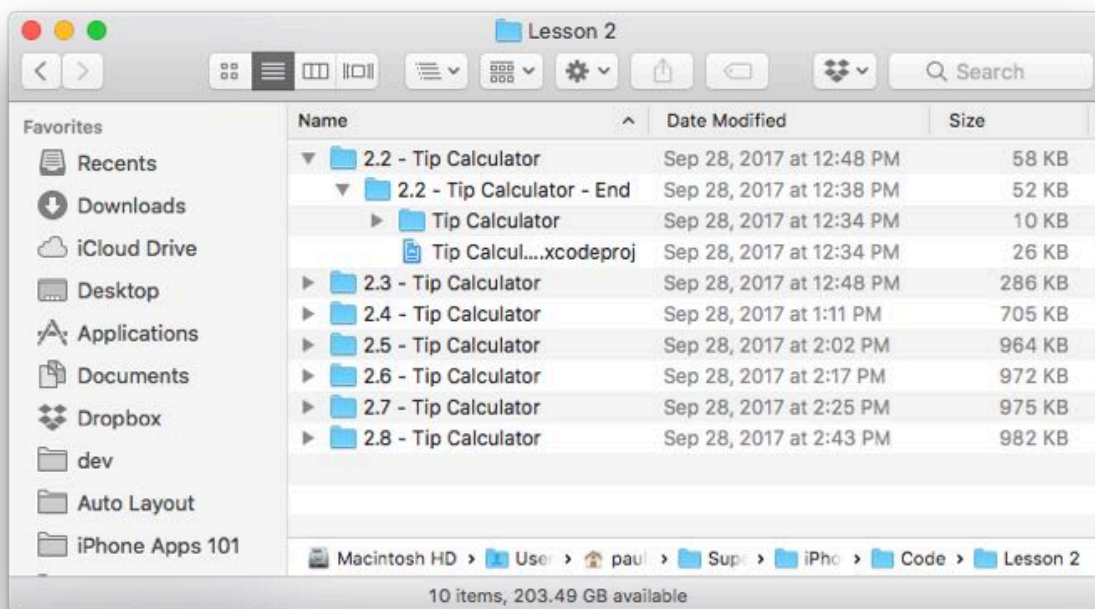 Lesson 2
Search
Favorites
Recents
Downloads
iCloud Drive
Desktop
Applications
Documents
Dropbox
dev
Auto Layout
iPhone Apps 101
Name Date Modified Size
2.2 - Tip Calculator Sep 28, 2017 at 12:48 PM 58 KB
2.2 - Tip Calculator - End Sep 28, 2017 at 12:38 PM 52 KB
Tip Calculator Sep 28, 2017 at 12:34 PM 10 KB
Tip Calcul....xcodeproj Sep 28, 2017 at 12:34 PM 26 KB
2.3 - Tip Calculator Sep 28, 2017 at 12:48 PM 286 KB
2.4 - Tip Calculator Sep 28, 2017 at 1:11 PM 705 KB
2.5 - Tip Calculator Sep 28, 2017 at 2:02 PM 964 KB
2.6 - Tip Calculator Sep 28, 2017 at 2:17 PM 972 KB
2.7 - Tip Calculator Sep 28, 2017 at 2:25 PM 975 KB
2.8 - Tip Calculator Sep 28, 2017 at 2:43 PM 982 KB
Macintosh HD › Use › paul › Sup › iPho › Code › Lesson 2
10 items, 203.49 GB available